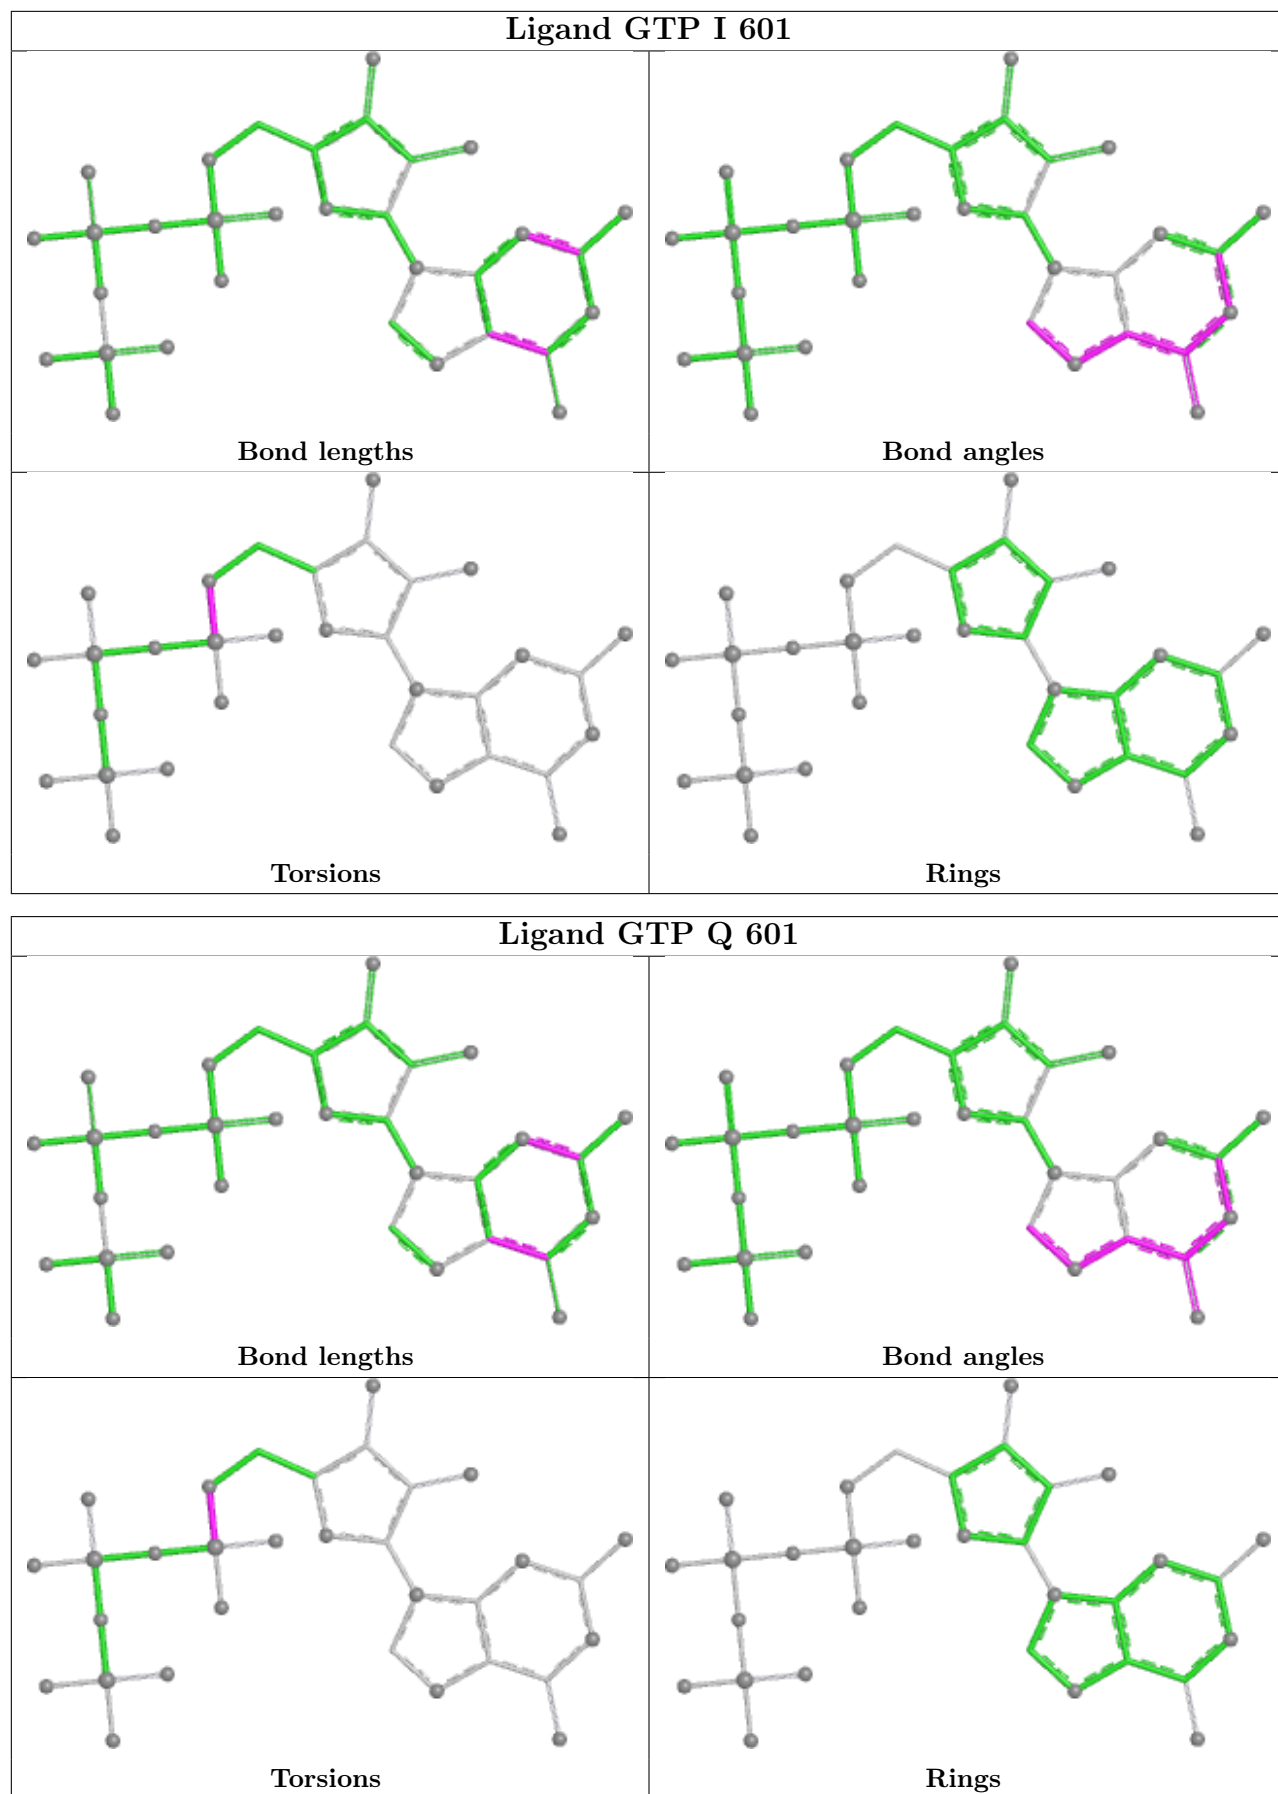 Ligand GTP I 601
Bond lengths
Bond angles
Torsions
Rings
Ligand GTP Q 601
Bond lengths
Bond angles
Torsions
Rings